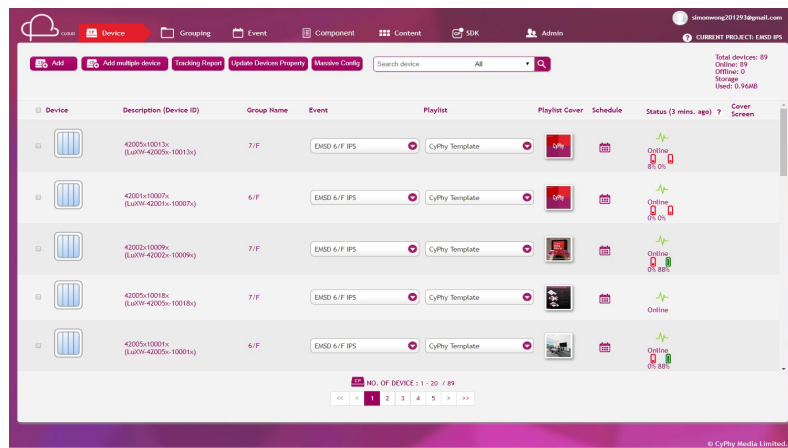 simonwong201293@gmail.com
CLOUD Device Grouping Event Component Content SDK Admin
CURRENT PROJECT: EMSD IPS
Add Add multiple device Tracking Report Update Devices Property Massive Config Search device All
Total devices: 89
Online: 89
Offline: 0
Storage
Used: 0.96MB
Device Description (Device ID) Group Name Event Playlist Playlist Cover Schedule Status (3 mins. ago) ? Cover Screen
42005x10013x
(LuXW-42005x-10013x)
7/F EMSD 6/F IPS CyPhy Template CyPhy
Online
8% 0%
42001x10007x
(LuXW-42001x-10007x)
6/F EMSD 6/F IPS CyPhy Template CyPhy
Online
0% 0%
42002x10009x
(LuXW-42002x-10009x)
7/F EMSD 6/F IPS CyPhy Template
Online
0% 88%
42005x10018x
(LuXW-42005x-10018x)
7/F EMSD 6/F IPS CyPhy Template
Online
42005x10001x
(LuXW-42005x-10001x)
6/F EMSD 6/F IPS CyPhy Template
Online
0% 88%
CP NO. OF DEVICE : 1 - 20 / 89
<< < 1 2 3 4 5 > >>
© CyPhy Media Limited.